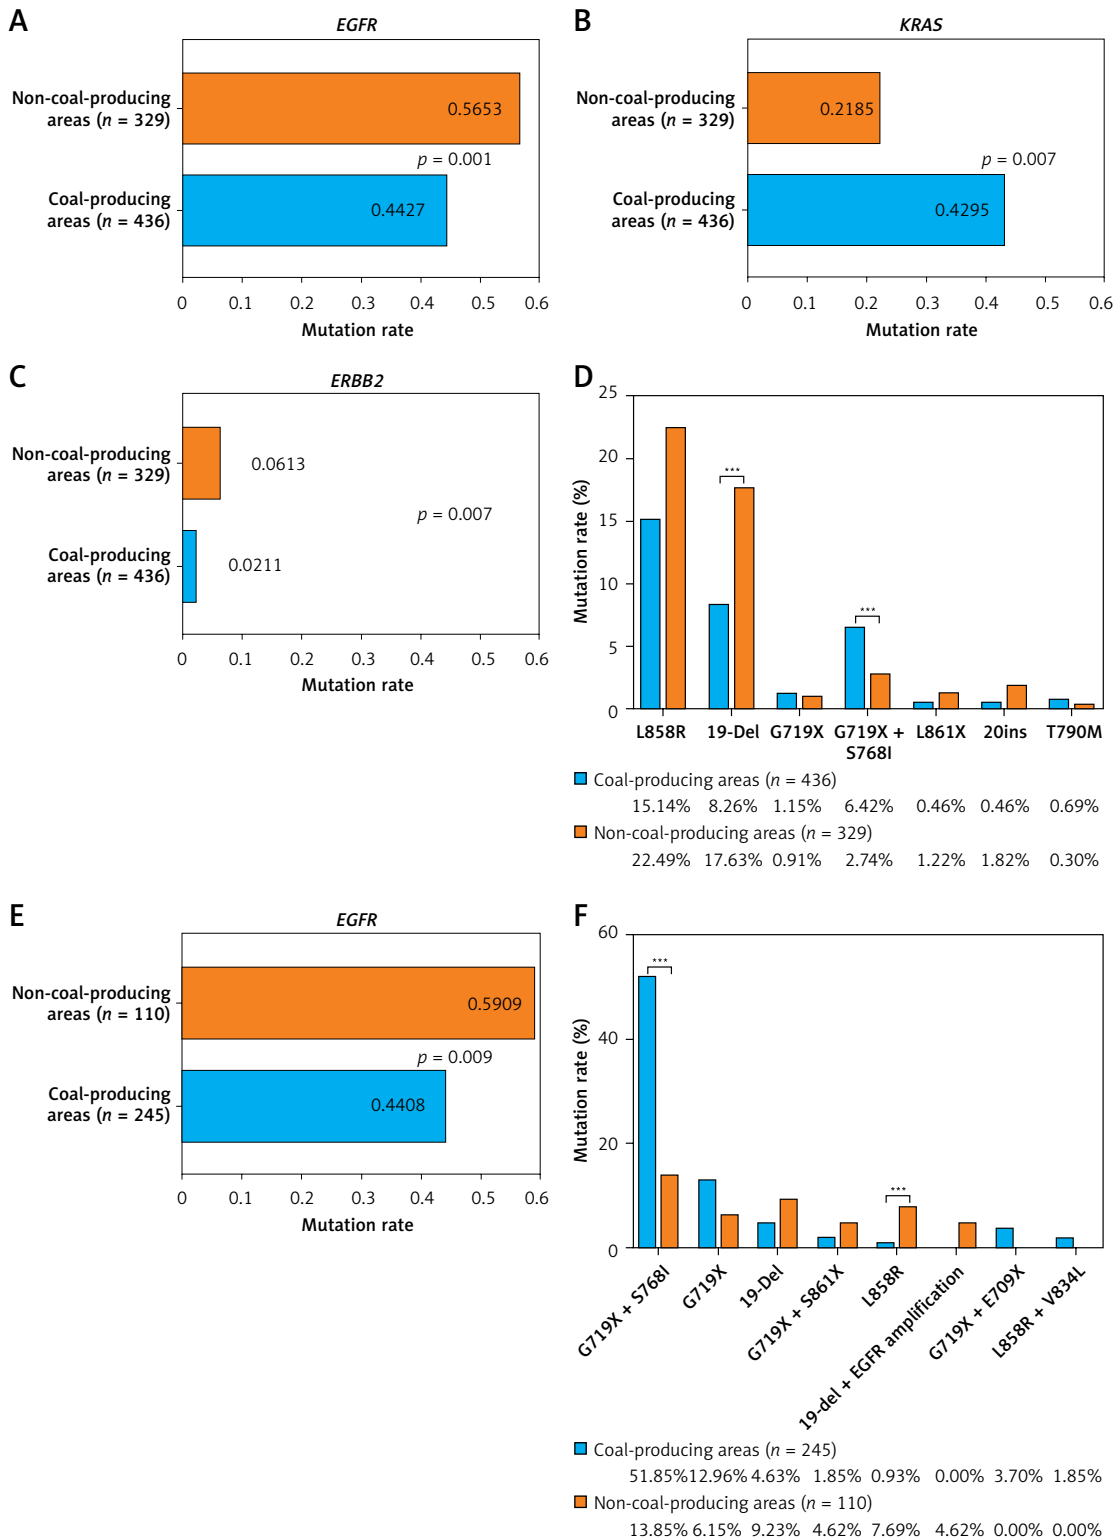 A
EGFR
Non-coal-producing
areas (n = 329)
0.5653
p = 0.001
Coal-producing
areas (n = 436)
0.4427
0 0.1 0.2 0.3 0.4 0.5 0.6
Mutation rate
B
KRAS
Non-coal-producing
areas (n = 329)
0.2185
p = 0.007
Coal-producing
areas (n = 436)
0.4295
0 0.1 0.2 0.3 0.4 0.5 0.6
Mutation rate
C
ERBB2
Non-coal-producing
areas (n = 329)
0.0613
p = 0.007
Coal-producing
areas (n = 436)
0.0211
0 0.1 0.2 0.3 0.4 0.5 0.6
Mutation rate
D
Mutation rate (%)
25
20
15
10
5
0
***
***
L858R 19-Del G719X G719X + S768I L861X 20ins T790M
Coal-producing areas (n = 436)
15.14% 8.26% 1.15% 6.42% 0.46% 0.46% 0.69%
Non-coal-producing areas (n = 329)
22.49% 17.63% 0.91% 2.74% 1.22% 1.82% 0.30%
E
EGFR
Non-coal-producing
areas (n = 110)
0.5909
p = 0.009
Coal-producing
areas (n = 245)
0.4408
0 0.1 0.2 0.3 0.4 0.5 0.6
Mutation rate
F
Mutation rate (%)
60
40
20
0
***
***
G719X + S768I
G719X
19-Del
G719X + S861X
L858R
19-del + EGFR amplification
G719X + E709X
L858R + V834L
Coal-producing areas (n = 245)
51.85% 12.96% 4.63% 1.85% 0.93% 0.00% 3.70% 1.85%
Non-coal-producing areas (n = 110)
13.85% 6.15% 9.23% 4.62% 7.69% 4.62% 0.00% 0.00%